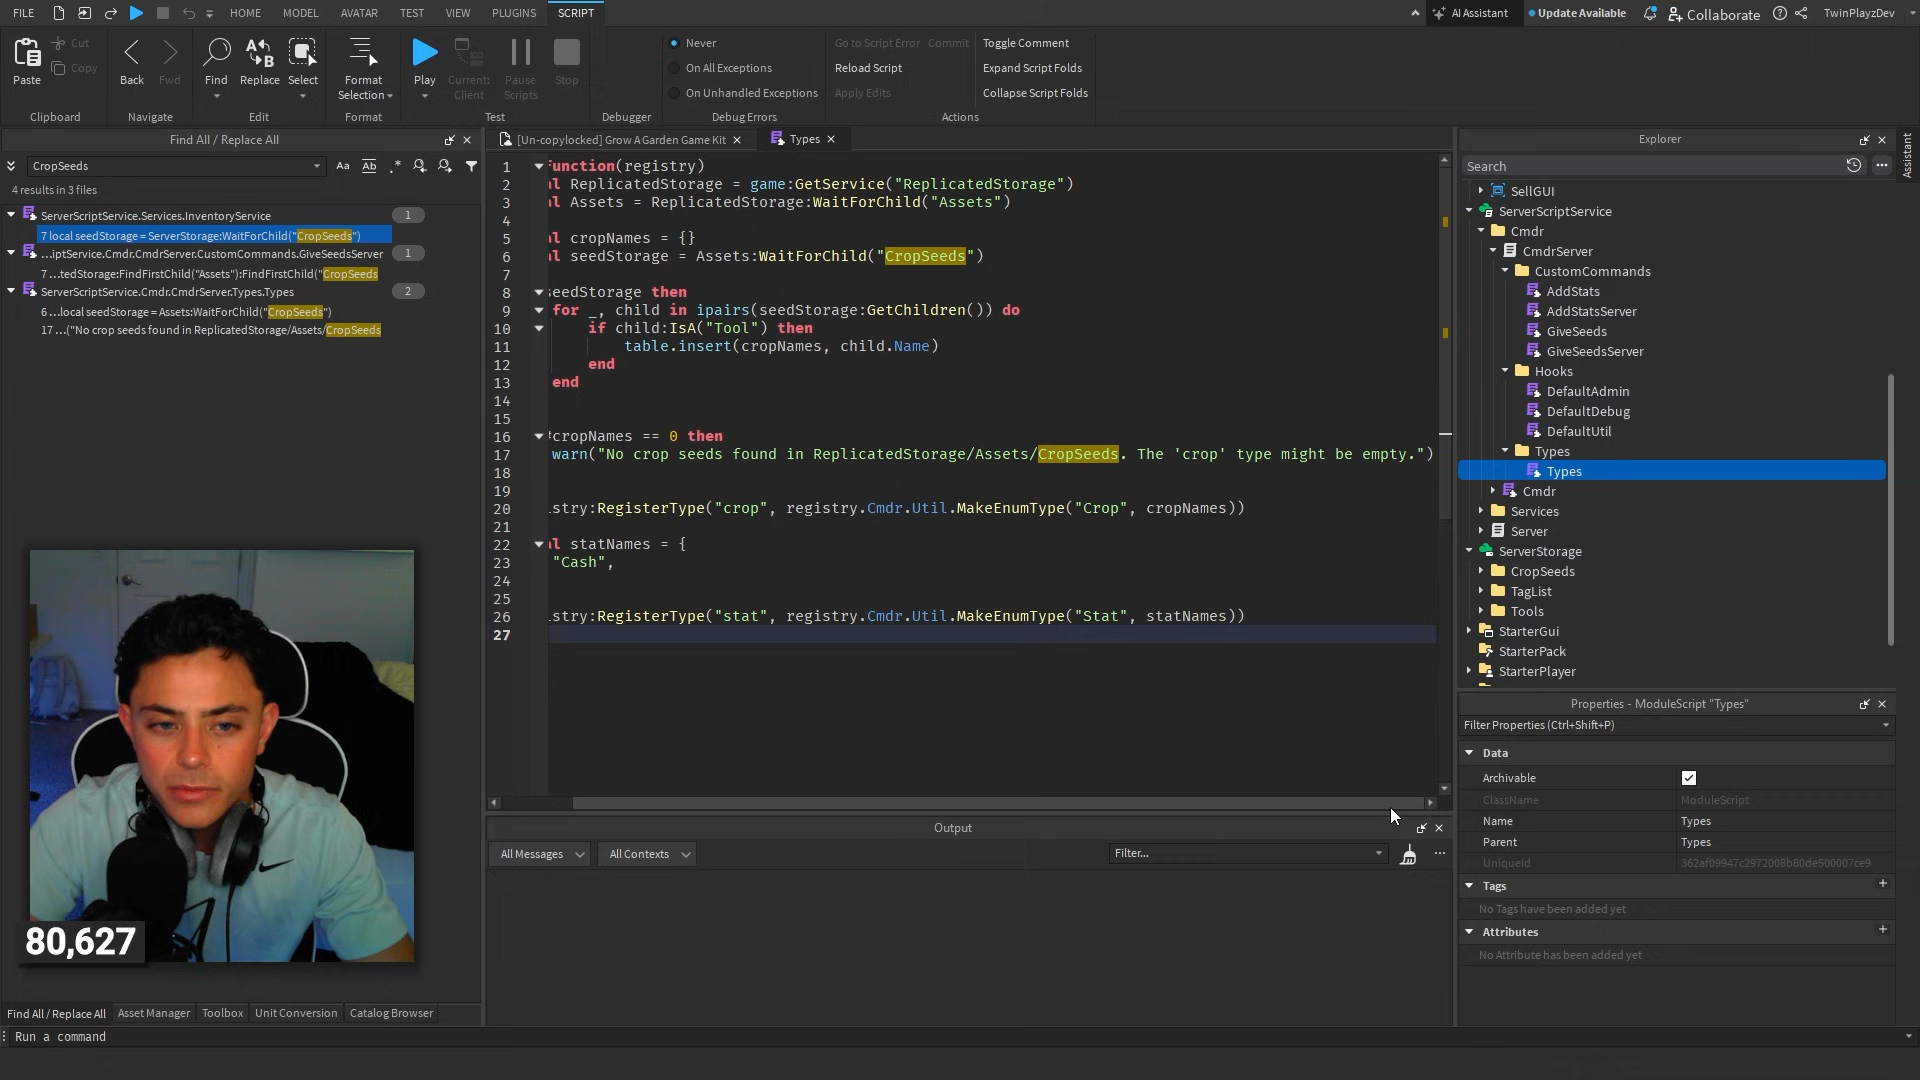 FILE HOME MODEL AVATAR TEST VIEW PLUGINS SCRIPT AI Assistant Update Available Collaborate TwinPlayzDev
Paste Cut Copy
Clipboard
Back Fwd
Navigate
Find Replace Select
Edit
Format Selection
Format
Play Current: Client Pause Scripts Stop
Test
Debugger
Never
On All Exceptions
On Unhandled Exceptions
Debug Errors
Go to Script Error Commit
Reload Script
Apply Edits
Toggle Comment
Expand Script Folds
Collapse Script Folds
Actions
Find All / Replace All
CropSeeds
Aa Ab .*
4 results in 3 files
ServerScriptService.Services.InventoryService 1
7 local seedStorage = ServerStorage:WaitForChild("CropSeeds")
...iptService.Cmdr.CmdrServer.CustomCommands.GiveSeedsServer 1
7 ...tedStorage:FindFirstChild("Assets"):FindFirstChild("CropSeeds
ServerScriptService.Cmdr.CmdrServer.Types.Types 2
6 ...local seedStorage = Assets:WaitForChild("CropSeeds")
17 ...("No crop seeds found in ReplicatedStorage/Assets/CropSeeds
80,627
Find All / Replace All Asset Manager Toolbox Unit Conversion Catalog Browser
Run a command
[Un-copylocked] Grow A Garden Game Kit Types
1 function(registry)
2 al ReplicatedStorage = game:GetService("ReplicatedStorage")
3 al Assets = ReplicatedStorage:WaitForChild("Assets")
4
5 al cropNames = {}
6 al seedStorage = Assets:WaitForChild("CropSeeds")
7
8 seedStorage then
9 for _, child in ipairs(seedStorage:GetChildren()) do
10 if child:IsA("Tool") then
11 table.insert(cropNames, child.Name)
12 end
13 end
14
15
16 #cropNames == 0 then
17 warn("No crop seeds found in ReplicatedStorage/Assets/CropSeeds. The 'crop' type might be empty.")
18
19
20 istry:RegisterType("crop", registry.Cmdr.Util.MakeEnumType("Crop", cropNames))
21
22 al statNames = {
23 "Cash",
24
25
26 istry:RegisterType("stat", registry.Cmdr.Util.MakeEnumType("Stat", statNames))
27
Output
All Messages All Contexts Filter...
Explorer
Search
SellGUI
ServerScriptService
Cmdr
CmdrServer
CustomCommands
AddStats
AddStatsServer
GiveSeeds
GiveSeedsServer
Hooks
DefaultAdmin
DefaultDebug
DefaultUtil
Types
Types
Cmdr
Services
Server
ServerStorage
CropSeeds
TagList
Tools
StarterGui
StarterPack
StarterPlayer
Assistant
Properties - ModuleScript "Types"
Filter Properties (Ctrl+Shift+P)
Data
Archivable
ClassName ModuleScript
Name Types
Parent Types
UniqueId
Tags
No Tags have been added yet
Attributes
No Attribute has been added yet